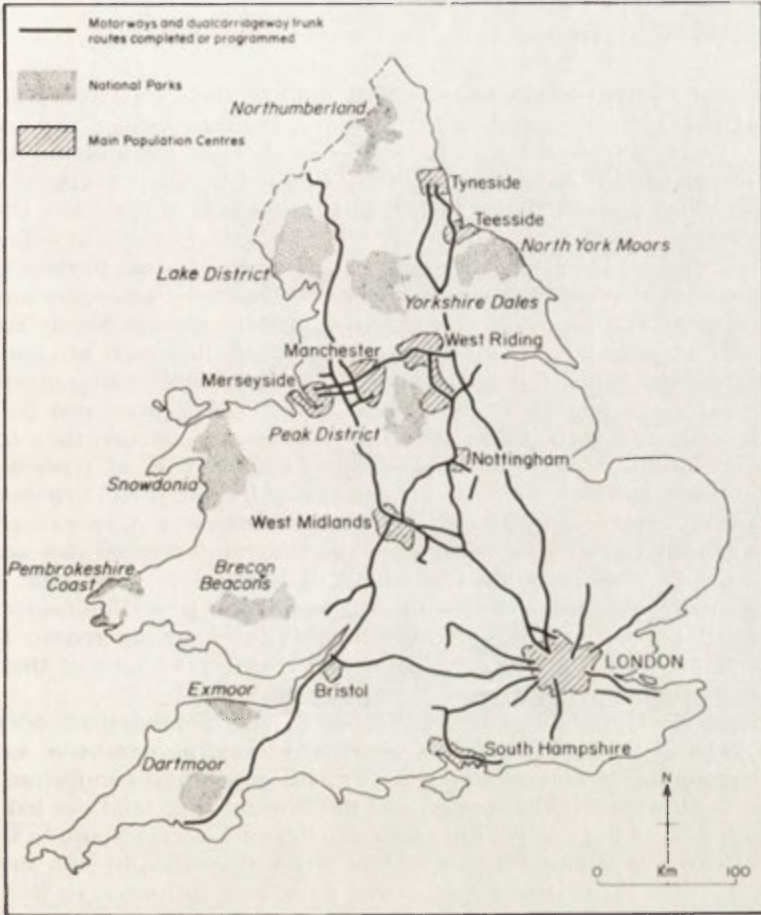 Motorways and dualcarriageway trunk
routes completed or programmed
National Parks
Main Population Centres
Northumberland
Tyneside
Teesside
North York Moors
Lake District
Yorkshire Dales
West Riding
Manchester
Merseyside
Peak District
Nottingham
Snowdonia
West Midlands
Pembrokeshire
Coast
Brecon
Beacons
LONDON
Bristol
Exmoor
South Hampshire
Dartmoor
N
0 Km 100